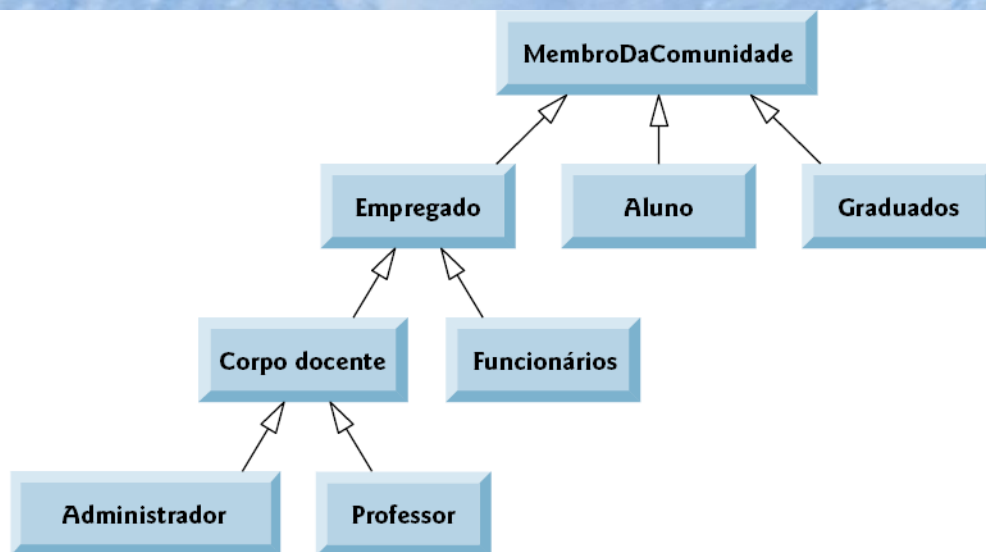 MembroDaComunidade
Empregado
Aluno
Graduados
Corpo docente
Funcionários
Administrador
Professor